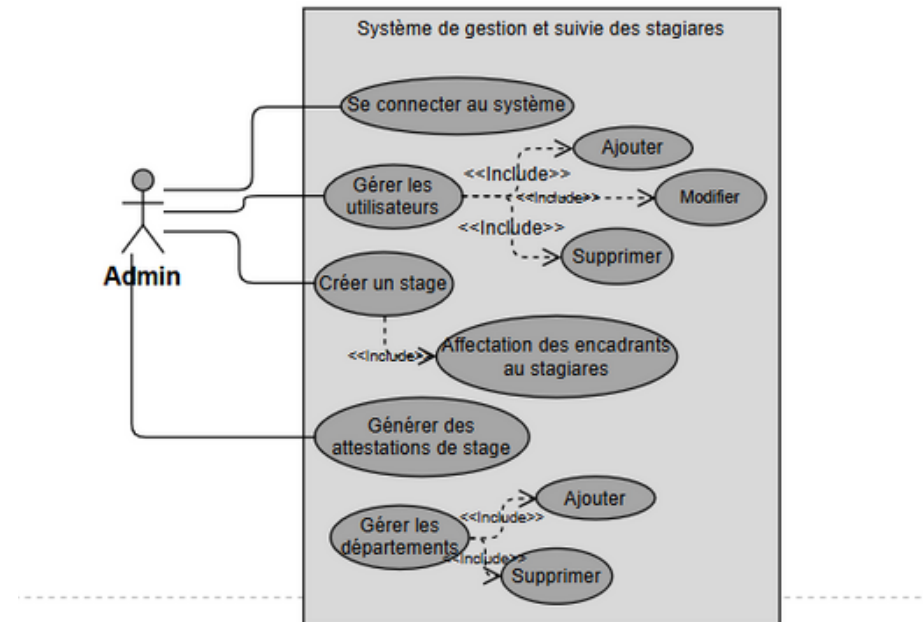 Système de gestion et suivie des stagiares
Se connecter au système
Ajouter
<<Include>>
Gérer les
utilisateurs
<<Include>>
Modifier
<<Include>>
Supprimer
Admin
Créer un stage
<<Include>>
Affectation des encadrants
au stagiares
Générer des
attestations de stage
Ajouter
<<Include>>
Gérer les
départements
<<Include>>
Supprimer